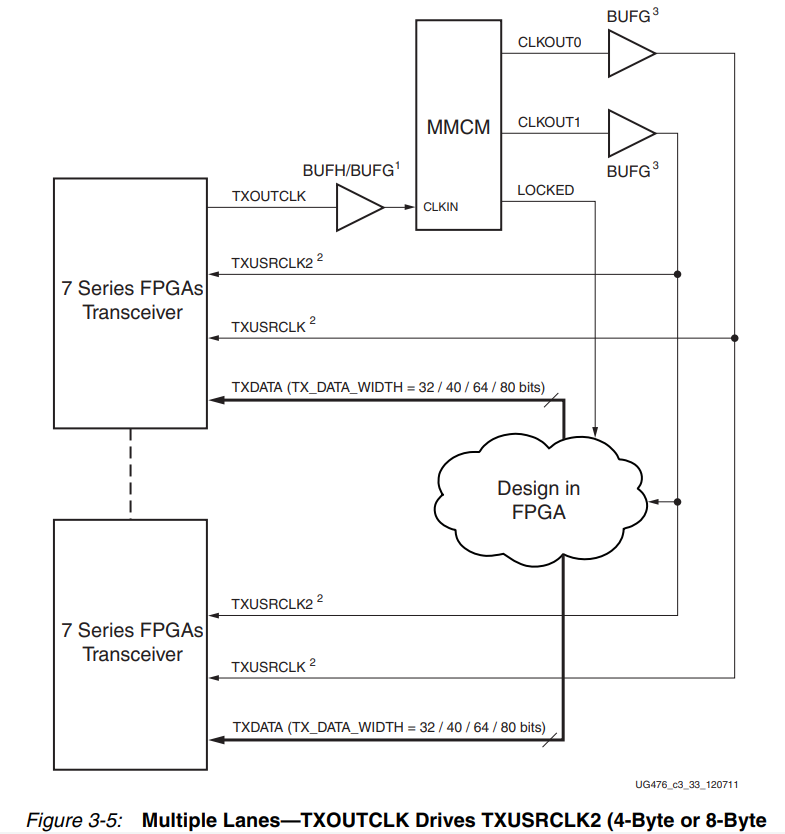 BUFG 3
CLKOUT0
MMCM
CLKOUT1
BUFG 3
BUFH/BUFG 1
LOCKED
TXOUTCLK
CLKIN
TXUSRCLK2 2
7 Series FPGAs
Transceiver
TXUSRCLK 2
TXDATA (TX_DATA_WIDTH = 32 / 40 / 64 / 80 bits)
Design in
FPGA
TXUSRCLK2 2
7 Series FPGAs
Transceiver
TXUSRCLK 2
TXDATA (TX_DATA_WIDTH = 32 / 40 / 64 / 80 bits)
UG476_c3_33_120711
Figure 3-5: Multiple Lanes—TXOUTCLK Drives TXUSRCLK2 (4-Byte or 8-Byte